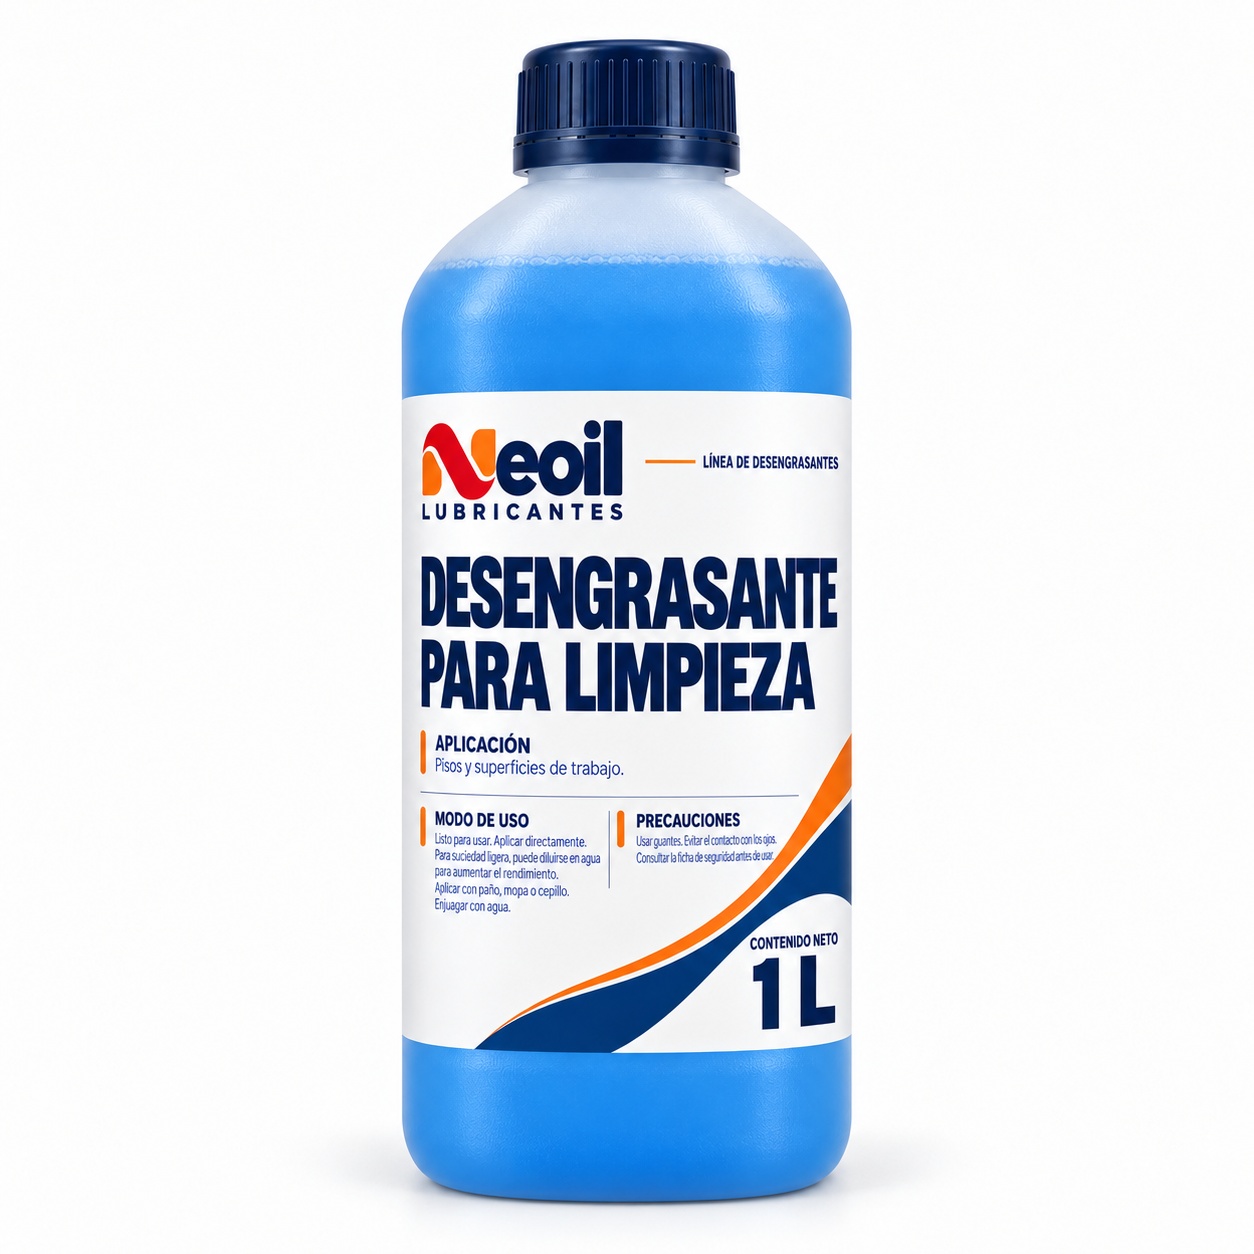 Neoil
LUBRICANTES
LÍNEA DE DESENGRASANTES
DESENGRASANTE
PARA LIMPIEZA
APLICACIÓN
Pisos y superficies de trabajo.
MODO DE USO
Listo para usar. Aplicar directamente.
Para suciedad ligera, puede diluirse en agua
para aumentar el rendimiento.
Aplicar con paño, mopa o cepillo.
Enjuagar con agua.
PRECAUCIONES
Usar guantes. Evitar el contacto con los ojos.
Consultar la ficha de seguridad antes de usar.
CONTENIDO NETO
1 L